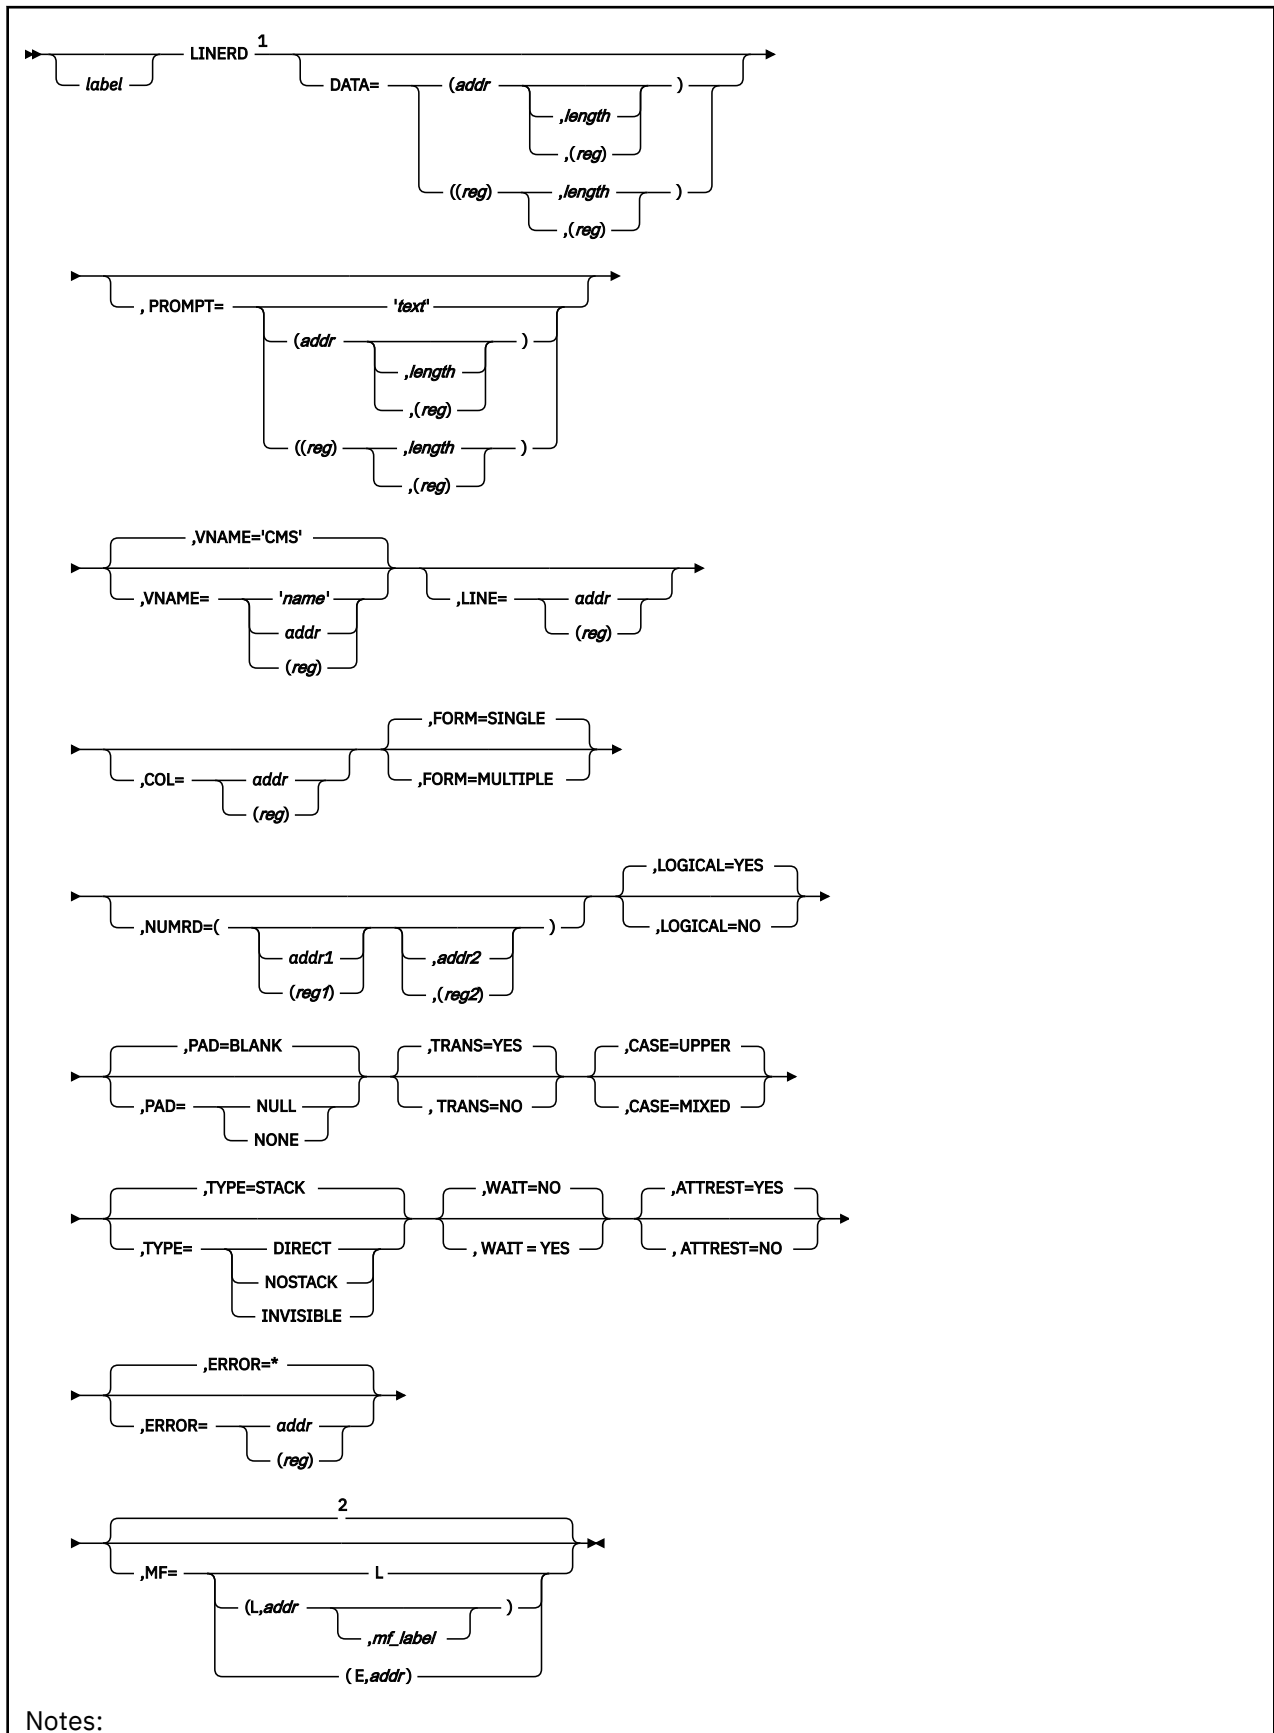 LINERD 1
label
DATA= (addr )
,length
,(reg)
((reg) ,length )
,(reg)
, PROMPT= 'text'
(addr )
,length
,(reg)
((reg) ,length )
,(reg)
,VNAME='CMS'
,VNAME= 'name' ,LINE= addr
addr (reg)
(reg)
,FORM=SINGLE
,COL= addr ,FORM=MULTIPLE
(reg)
,LOGICAL=YES
,NUMRD=( ) ,LOGICAL=NO
addr1 ,addr2
(reg1) ,(reg2)
,PAD=BLANK ,TRANS=YES ,CASE=UPPER
,PAD= NULL , TRANS=NO ,CASE=MIXED
NONE
,TYPE=STACK ,WAIT=NO ,ATTREST=YES
,TYPE= DIRECT , WAIT = YES , ATTREST=NO
NOSTACK
INVISIBLE
,ERROR=*
,ERROR= addr
(reg)
2
,MF= L
(L,addr )
,mf_label
( E,addr )
Notes: